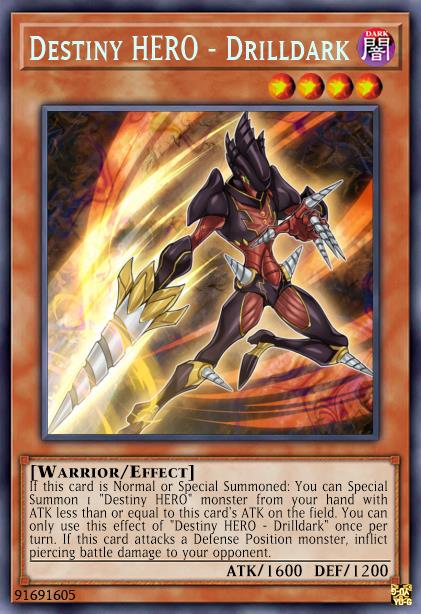 Destiny HERO - Drilldark
DARK
闇
[Warrior/Effect]
If this card is Normal or Special Summoned: You can Special
Summon 1 "Destiny HERO" monster from your hand with
ATK less than or equal to this card's ATK on the field. You can
only use this effect of "Destiny HERO - Drilldark" once per
turn. If this card attacks a Defense Position monster, inflict
piercing battle damage to your opponent.
ATK/1600 DEF/1200
91691605